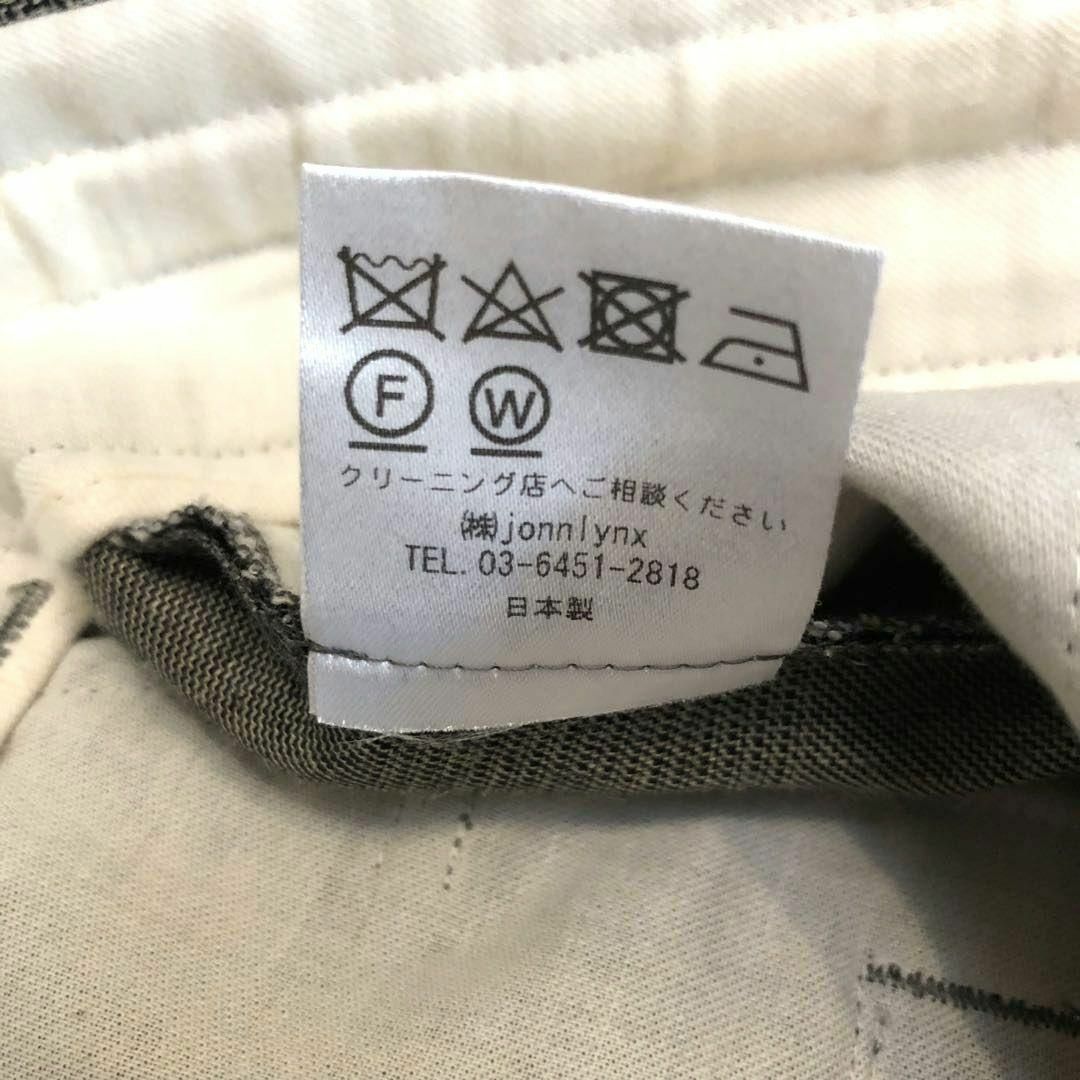 F W
クリーニング店へご相談ください
㈱jonnlynx
TEL. 03-6451-2818
日本製